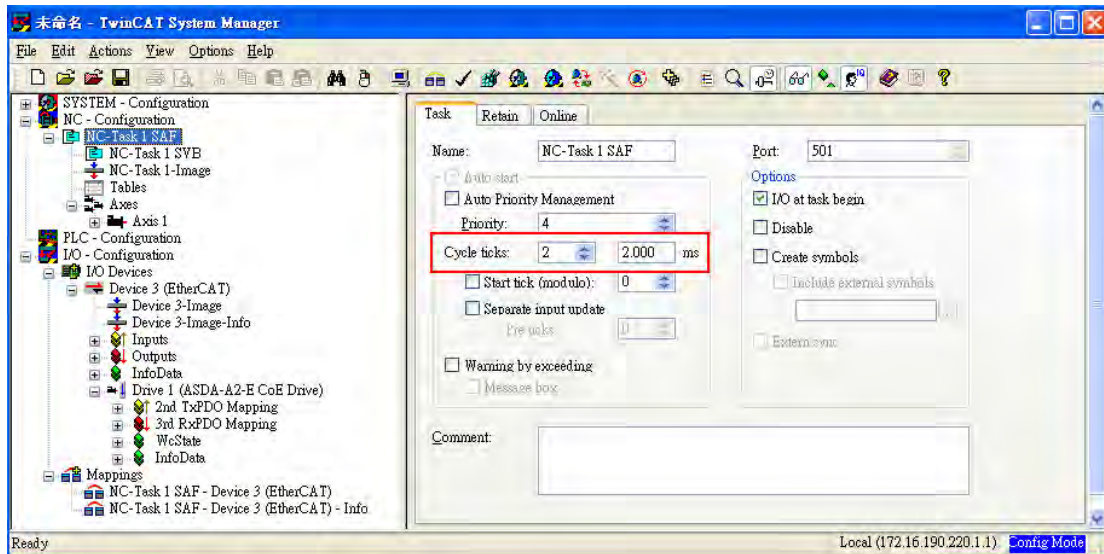 未命名 - TwinCAT System Manager
File Edit Actions View Options Help
SYSTEM - Configuration
NC - Configuration
NC-Task 1 SAF
NC-Task 1 SVB
NC-Task 1-Image
Tables
Axes
Axis 1
PLC - Configuration
I/O - Configuration
I/O Devices
Device 3 (EtherCAT)
Device 3-Image
Device 3-Image-Info
Inputs
Outputs
InfoData
Drive 1 (ASDA-A2-E CoE Drive)
2nd TxPDO Mapping
3rd RxPDO Mapping
WcState
InfoData
Mappings
NC-Task 1 SAF - Device 3 (EtherCAT)
NC-Task 1 SAF - Device 3 (EtherCAT) - Info
Task Retain Online
Name: NC-Task 1 SAF
Auto start
Auto Priority Management
Priority: 4
Cycle ticks: 2 2.000 ms
Start tick (modulo): 0
Separate input update
Pre ticks: 0
Warning by exceeding
Message box
Port: 501
Options
I/O at task begin
Disable
Create symbols
Include external symbols
...
Extern sync
Comment:
Ready
Local (172.16.190.220.1.1) Config Mode